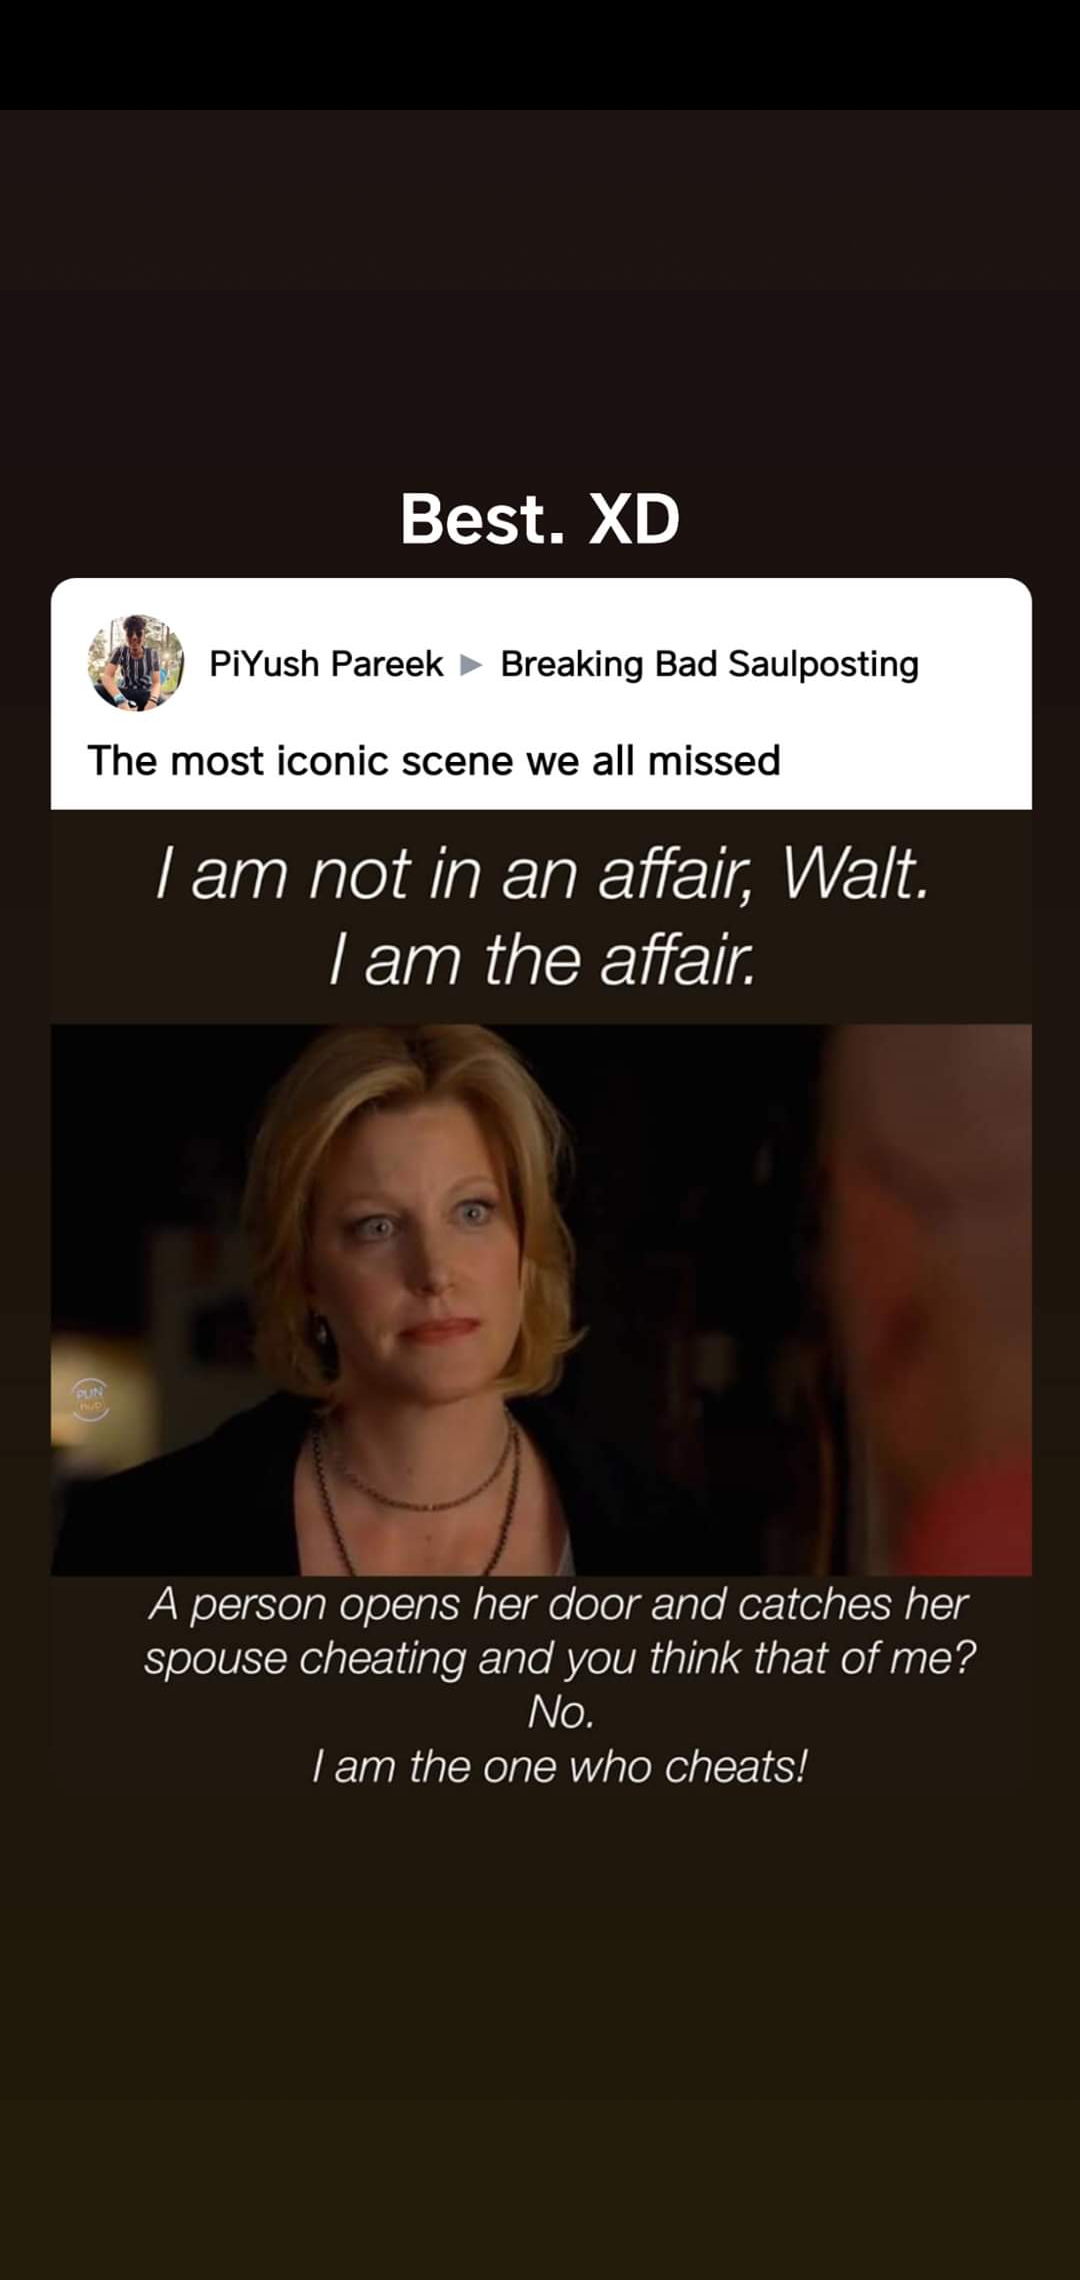 Best. XD
PiYush Pareek ▶ Breaking Bad Saulposting
The most iconic scene we all missed
I am not in an affair, Walt.
I am the affair.
PUN
hub
A person opens her door and catches her
spouse cheating and you think that of me?
No.
I am the one who cheats!